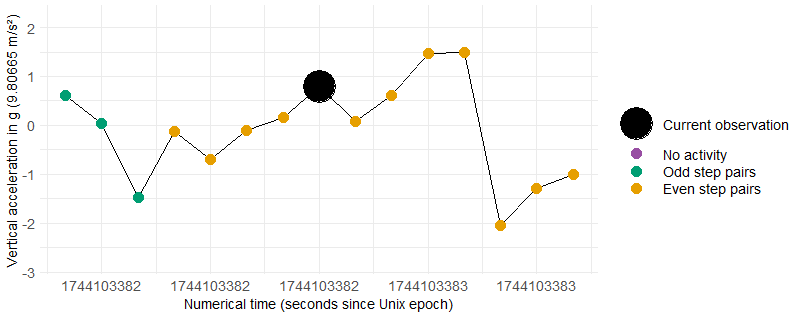 Vertical acceleration in g (9.80665 m/s²)
2
1
0
-1
-2
-3
1744103382 1744103382 1744103382 1744103383 1744103383
Numerical time (seconds since Unix epoch)
Current observation
No activity
Odd step pairs
Even step pairs